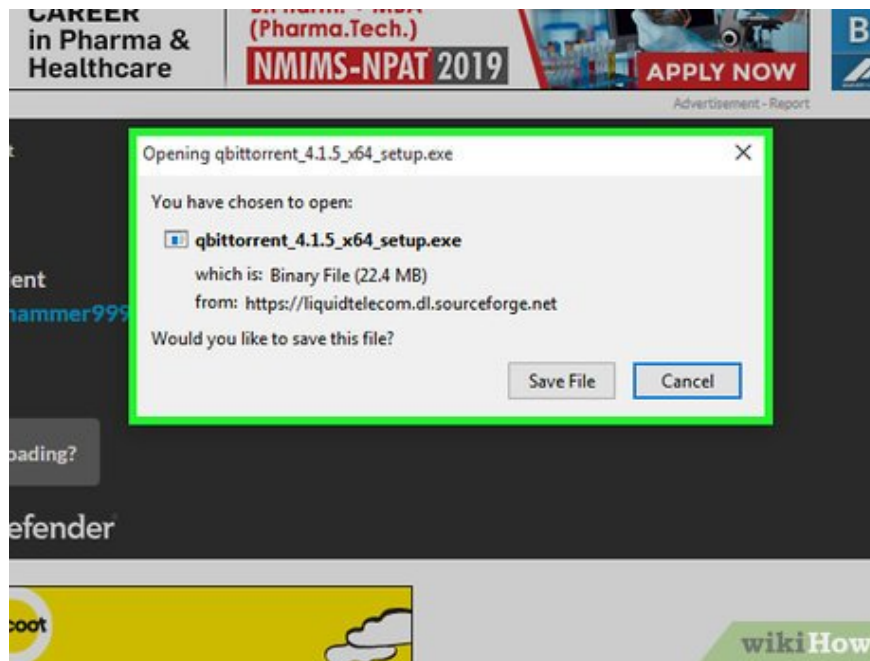 CAREER
in Pharma &
Healthcare
(Pharma.Tech.)
NMIMS-NPAT 2019
APPLY NOW
B
Advertisement - Report
Opening qbittorrent_4.1.5_x64_setup.exe
You have chosen to open:
qbittorrent_4.1.5_x64_setup.exe
which is: Binary File (22.4 MB)
from: https://liquidtelecom.dl.sourceforge.net
Would you like to save this file?
Save File
Cancel
ent
hammer999
oading?
efender
coot
wikiHow